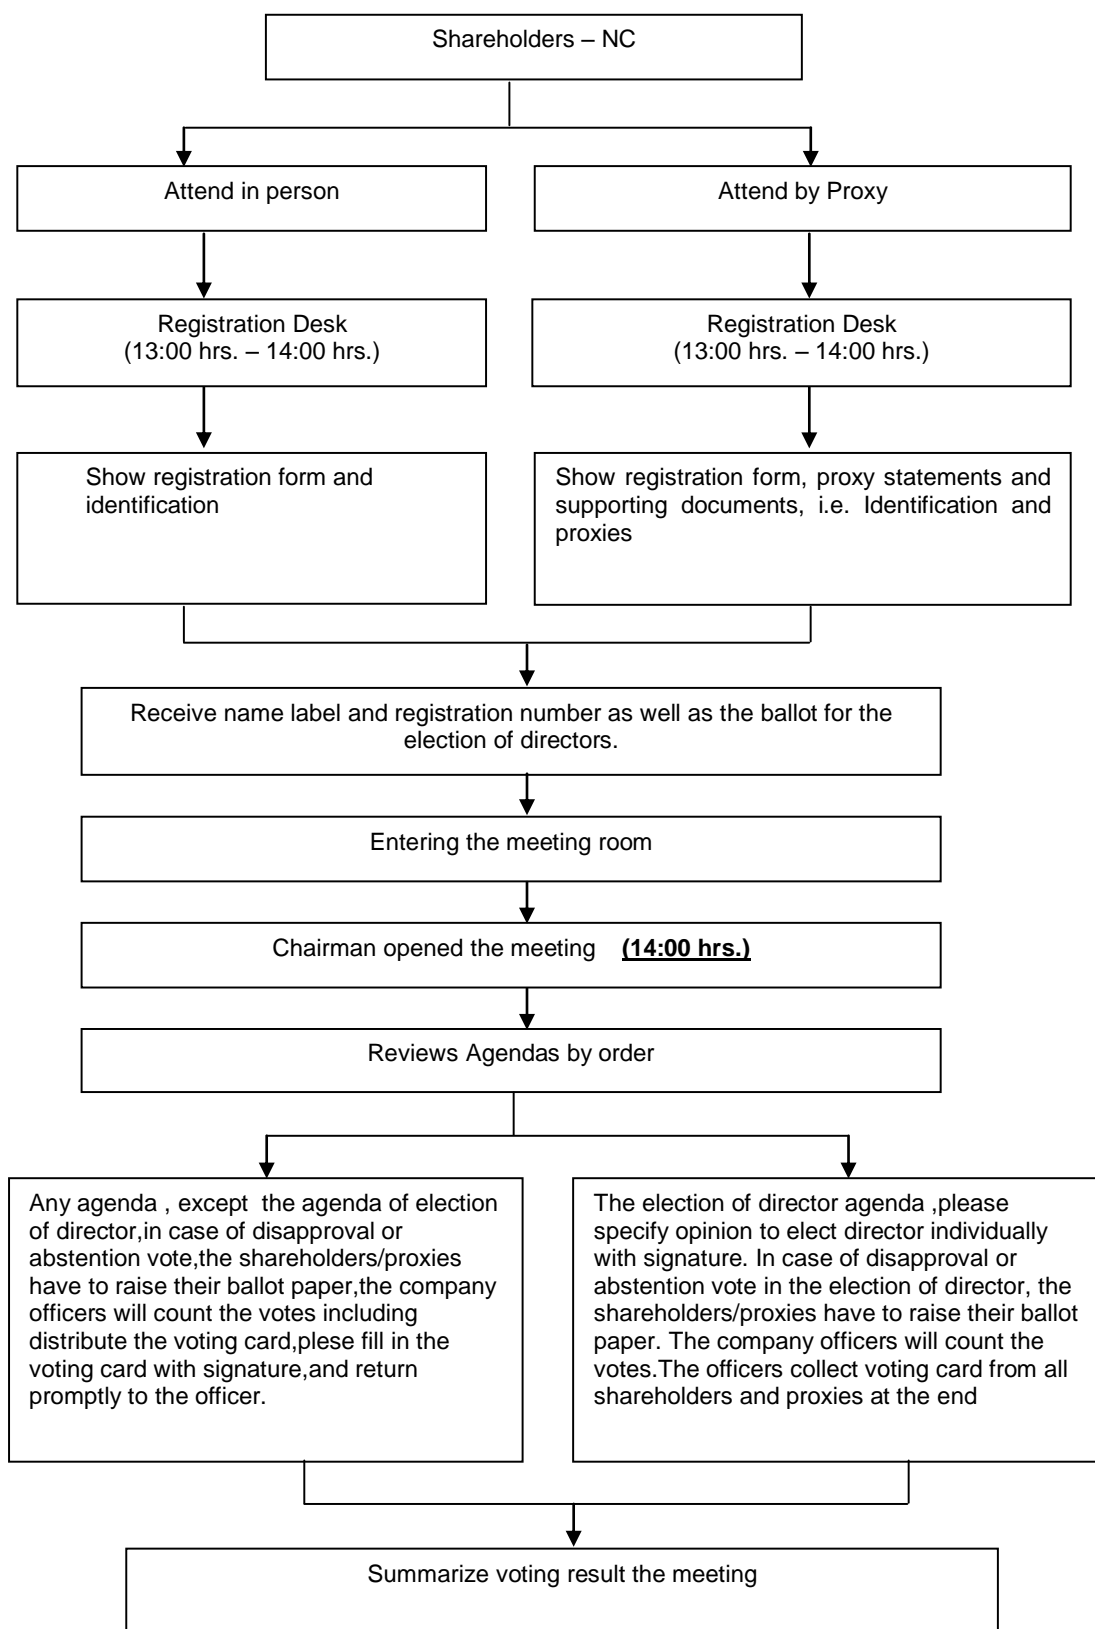 Shareholders – NC
Attend in person
Attend by Proxy
Registration Desk
(13:00 hrs. – 14:00 hrs.)
Registration Desk
(13:00 hrs. – 14:00 hrs.)
Show registration form and
identification
Show registration form, proxy statements and
supporting documents, i.e. Identification and
proxies
Receive name label and registration number as well as the ballot for the
election of directors.
Entering the meeting room
Chairman opened the meeting (14:00 hrs.)
Reviews Agendas by order
Any agenda , except the agenda of election
of director,in case of disapproval or
abstention vote,the shareholders/proxies
have to raise their ballot paper,the company
officers will count the votes including
distribute the voting card,plese fill in the
voting card with signature,and return
promptly to the officer.
The election of director agenda ,please
specify opinion to elect director individually
with signature. In case of disapproval or
abstention vote in the election of director, the
shareholders/proxies have to raise their ballot
paper. The company officers will count the
votes.The officers collect voting card from all
shareholders and proxies at the end
Summarize voting result the meeting